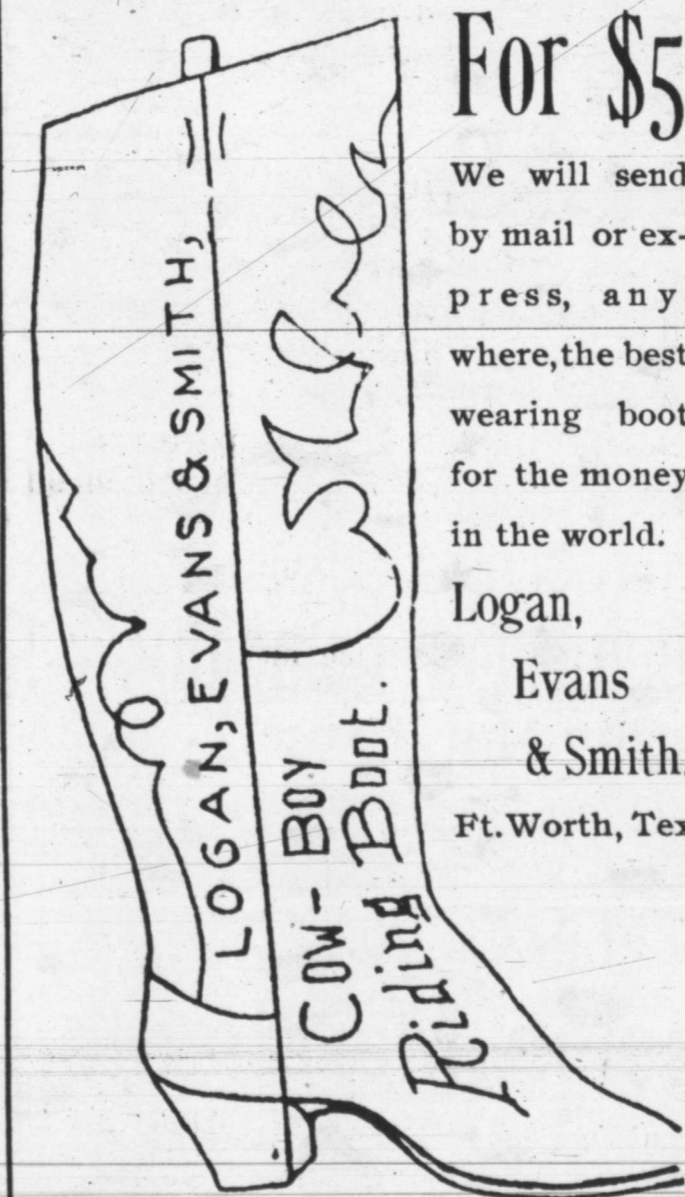 For $5
We will send
by mail or ex-
press, any
where, the best
wearing boot
for the money
in the world.
Logan,
Evans
& Smith,
Ft. Worth, Tex
LOGAN, EVANS & SMITH,
COW-BOY
Riding Boot.